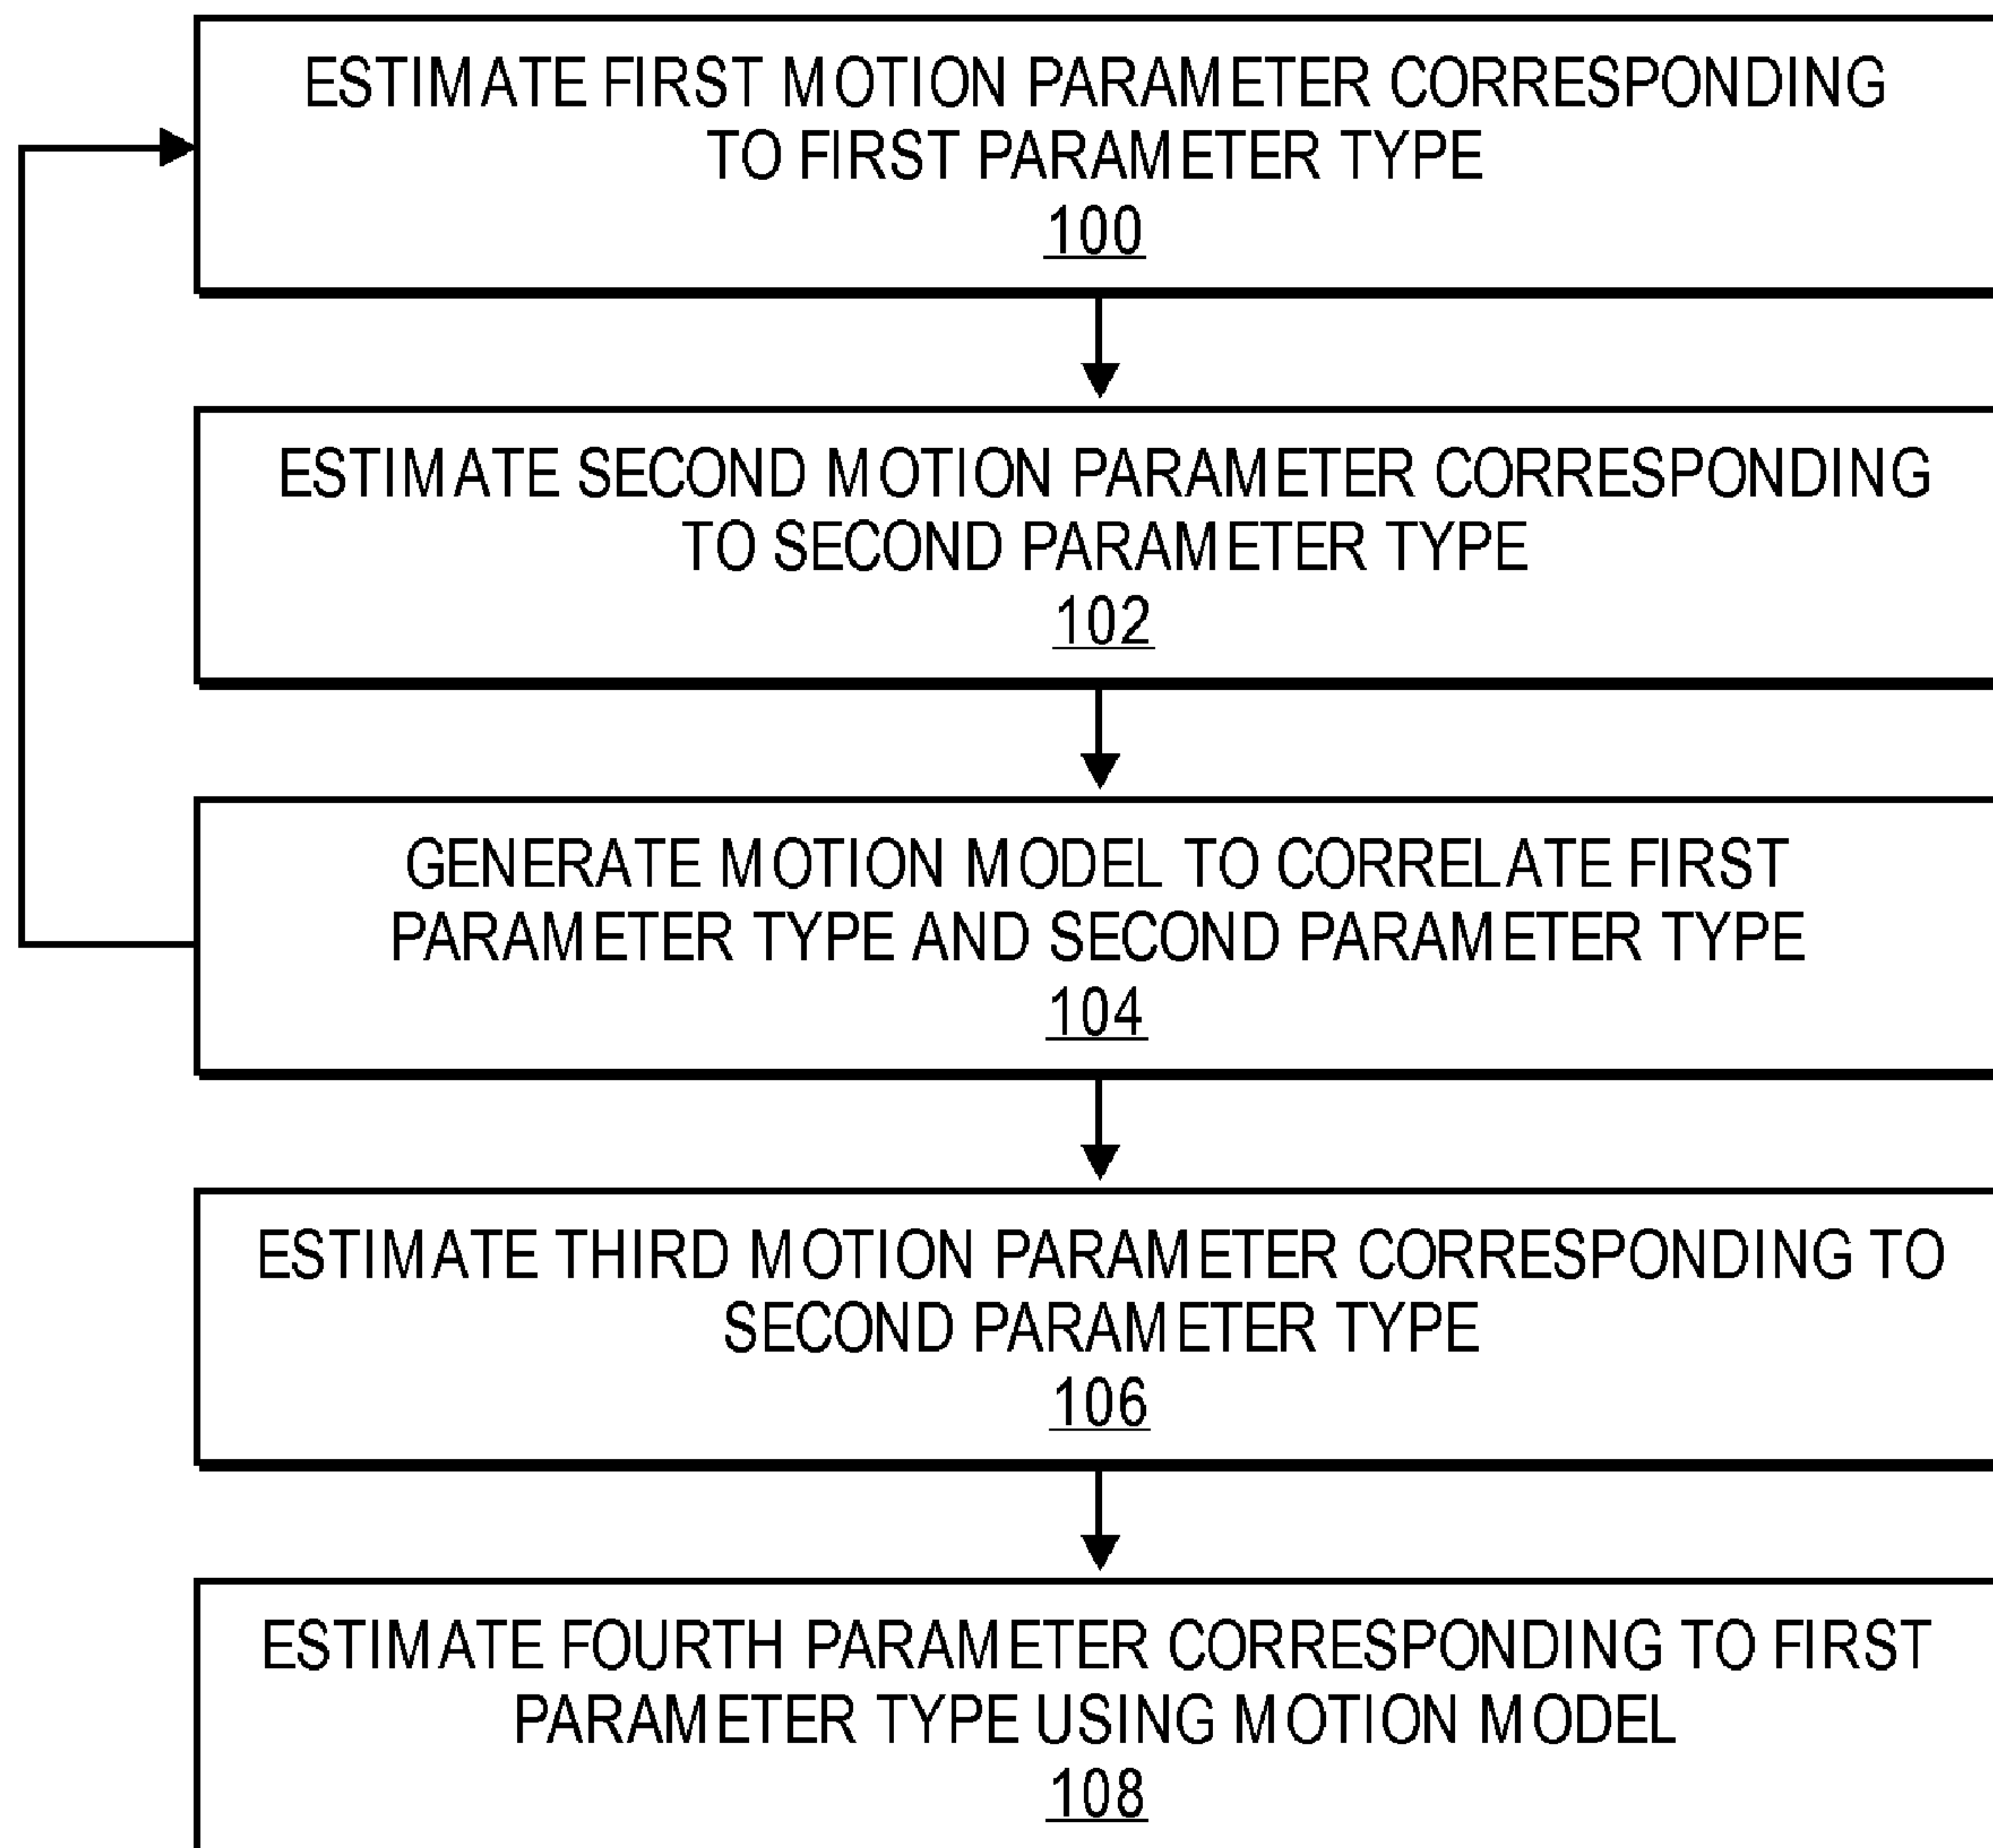 ESTIMATE FIRST MOTION PARAMETER CORRESPONDING
TO FIRST PARAMETER TYPE
100
ESTIMATE SECOND MOTION PARAMETER CORRESPONDING
TO SECOND PARAMETER TYPE
102
GENERATE MOTION MODEL TO CORRELATE FIRST
PARAMETER TYPE AND SECOND PARAMETER TYPE
104
ESTIMATE THIRD MOTION PARAMETER CORRESPONDING TO
SECOND PARAMETER TYPE
106
ESTIMATE FOURTH PARAMETER CORRESPONDING TO FIRST
PARAMETER TYPE USING MOTION MODEL
108